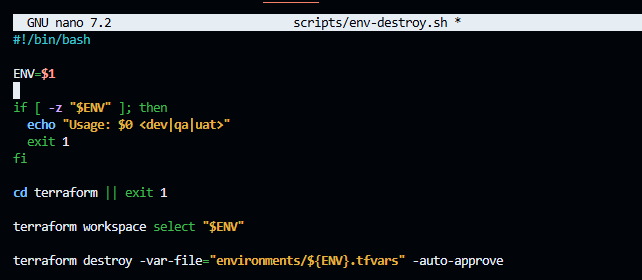 GNU nano 7.2 scripts/env-destroy.sh *
#!/bin/bash
ENV=$1
if [ -z "$ENV" ]; then
echo "Usage: $0 <dev|qa|uat>"
exit 1
fi
cd terraform || exit 1
terraform workspace select "$ENV"
terraform destroy -var-file="environments/${ENV}.tfvars" -auto-approve